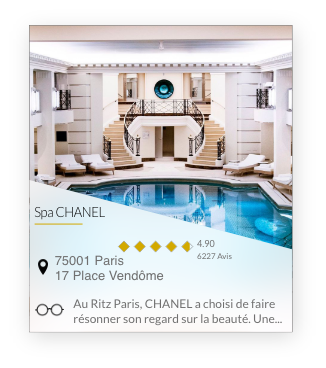 Spa CHANEL
4.90
6227 Avis
75001 Paris
17 Place Vendôme
Au Ritz Paris, CHANEL a choisi de faire
résonner son regard sur la beauté. Une...